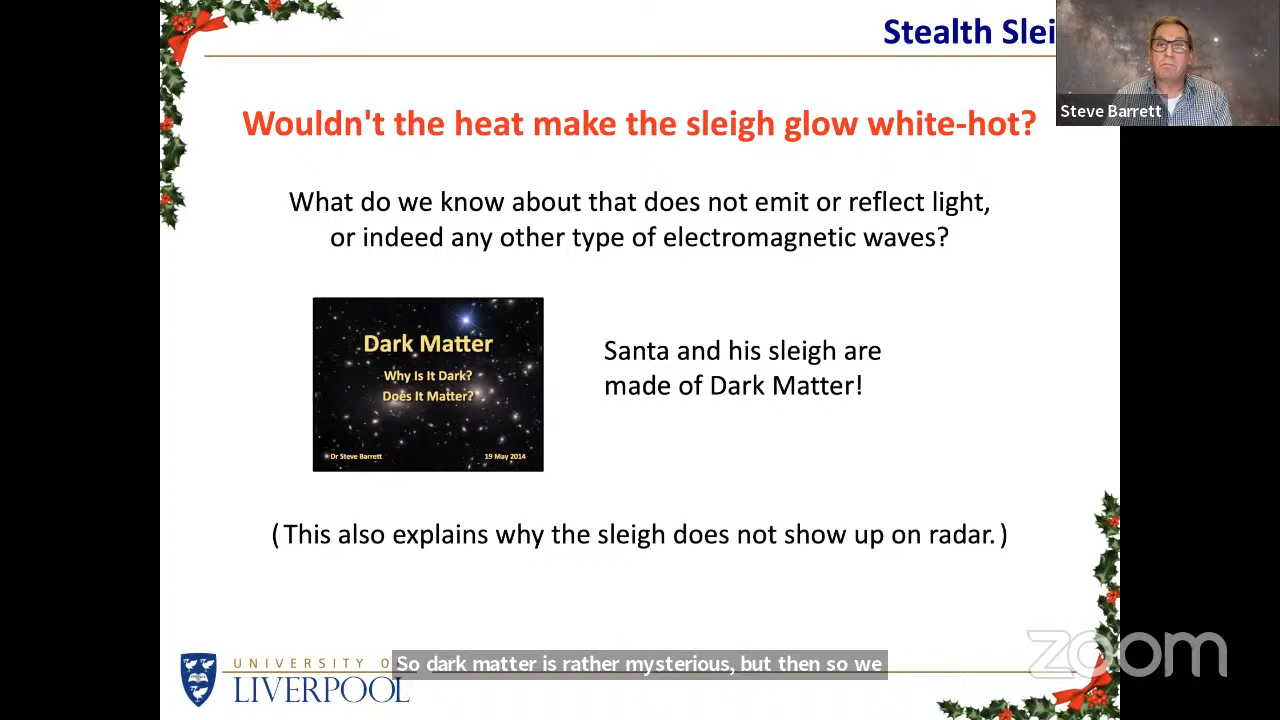 Stealth Slei
Steve Barrett
Wouldn't the heat make the sleigh glow white-hot?
What do we know about that does not emit or reflect light,
or indeed any other type of electromagnetic waves?
Dark Matter
Why Is It Dark?
Does It Matter?
Dr Steve Barrett
19 May 2014
Santa and his sleigh are
made of Dark Matter!
(This also explains why the sleigh does not show up on radar.)
UNIVERSITY O
LIVERPOOL
So dark matter is rather mysterious, but then so we
zoom